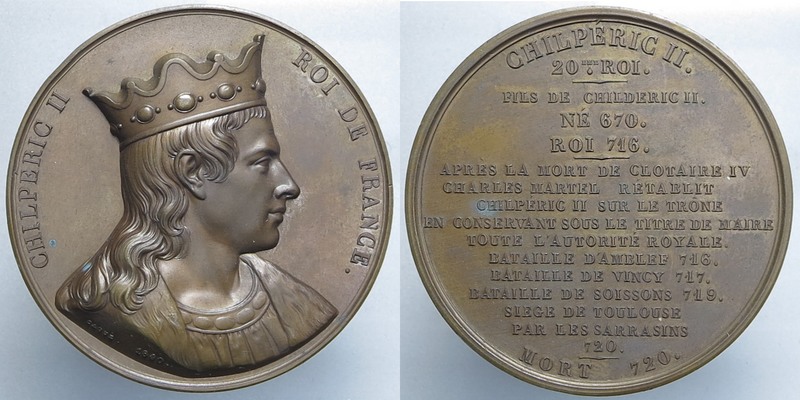 CHILPERIC II ROI DE FRANCE.
1840.
CHILPÉRIC II.
20ME ROI.
FILS DE CHILDERIC II.
NÉ 670.
ROI 716.
APRÈS LA MORT DE CLOTAIRE IV
CHARLES MARTEL RÉTABLIT
CHILPERIC II SUR LE TRÔNE
EN CONSERVANT SOUS LE TITRE DE MAIRE
TOUTE L'AUTORITÉ ROYALE.
BATAILLE D'AMBLEF 716.
BATAILLE DE VINCY 717.
BATAILLE DE SOISSONS 719.
SIEGE DE TOULOUSE
PAR LES SARRASINS
720.
MORT 720.